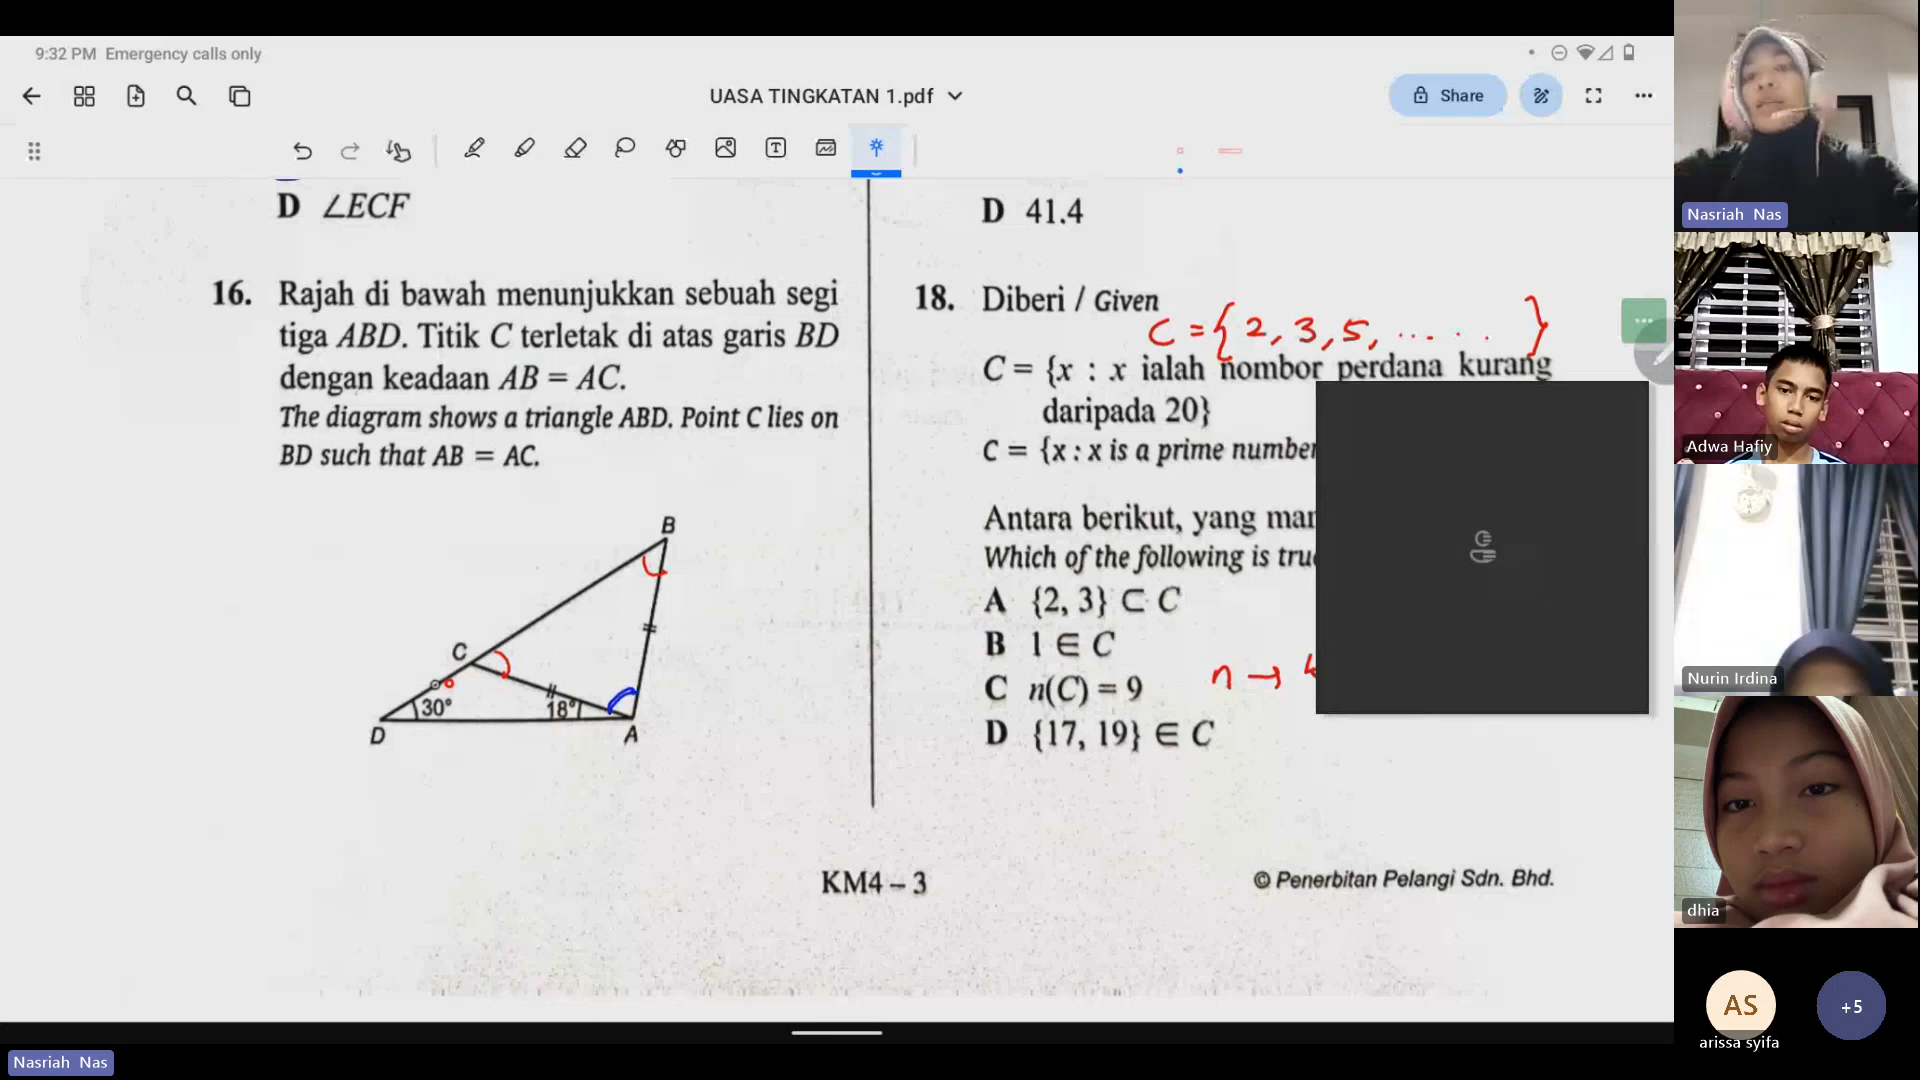 9:32 PM Emergency calls only
UASA TINGKATAN 1.pdf
Share
D ∠ECF
16. Rajah di bawah menunjukkan sebuah segi
tiga ABD. Titik C terletak di atas garis BD
dengan keadaan AB = AC.
The diagram shows a triangle ABD. Point C lies on
BD such that AB = AC.
B
C
30°
18°
D
A
D 41.4
18. Diberi / Given
C = {2, 3, 5, ..... }
C = {x : x ialah nombor perdana kurang
daripada 20}
C = {x : x is a prime number
Antara berikut, yang
Which of the following is
A {2, 3} ⊂ C
B 1 ∈ C
C n(C) = 9
n →
D {17, 19} ∈ C
KM4 – 3
© Penerbitan Pelangi Sdn. Bhd.
Nasriah Nas
Adwa Hafiy
Nurin Irdina
dhia
AS
arissa syifa
+5
Nasriah Nas